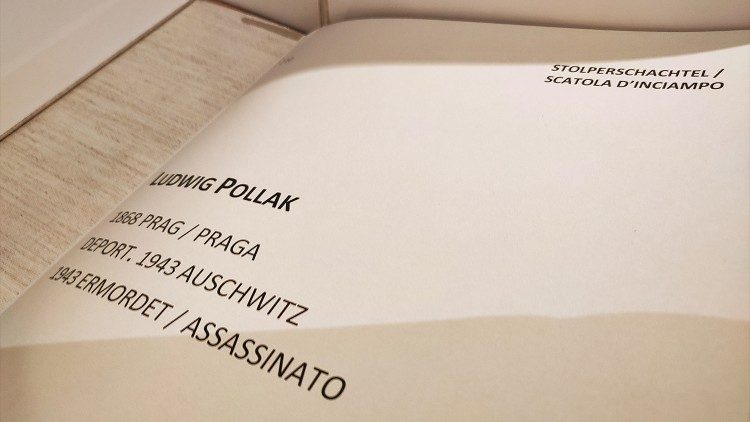 STOLPERSCHACHTEL /
SCATOLA D'INCIAMPO
LUDWIG POLLAK
1868 PRAG / PRAGA
DEPORT. 1943 AUSCHWITZ
1943 ERMORDET / ASSASSINATO